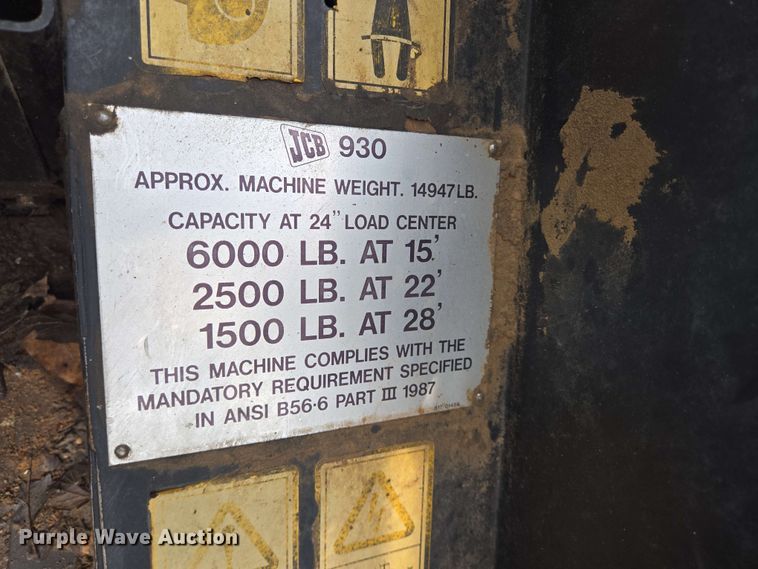 JCB 930
APPROX. MACHINE WEIGHT. 14947LB.
CAPACITY AT 24" LOAD CENTER
6000 LB. AT 15'
2500 LB. AT 22'
1500 LB. AT 28'
THIS MACHINE COMPLIES WITH THE
MANDATORY REQUIREMENT SPECIFIED
IN ANSI B56·6 PART III 1987
Purple Wave Auction